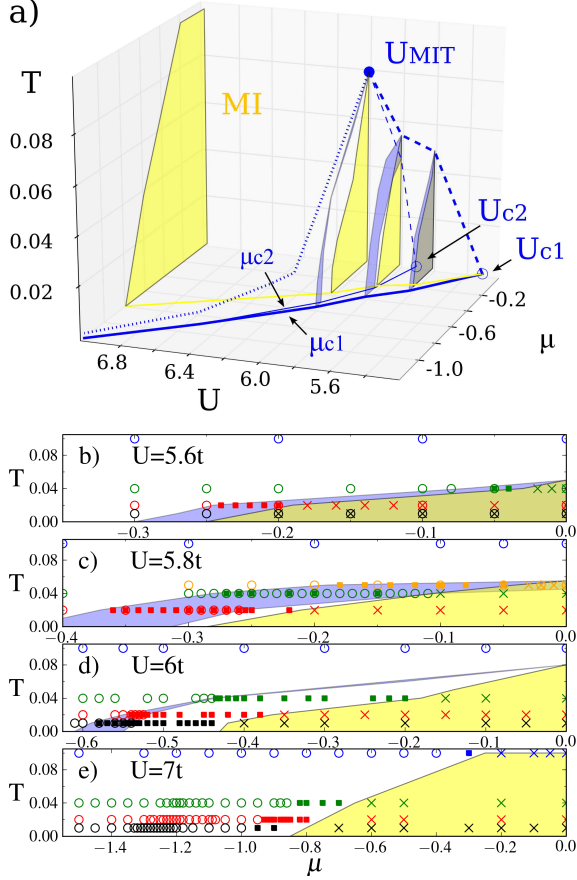 a)
T
U MIT
MI
0.08
0.06
0.04
0.02
Uc2
Uc1
μc2
μc1
-0.2
-0.6
-1.0
μ
6.8
6.4
6.0
5.6
U
b) U=5.6t
T
0.08
0.04
0.00
−0.3
−0.2
−0.1
0.0
c) U=5.8t
T
0.08
0.04
0.00
−0.4
−0.3
−0.2
−0.1
0.0
d) U=6t
T
0.08
0.04
0.00
−0.6
−0.5
−0.4
−0.3
−0.2
−0.1
0.0
e) U=7t
T
0.08
0.04
0.00
−1.4
−1.2
−1.0
−0.8
−0.6
−0.4
−0.2
0.0
μ